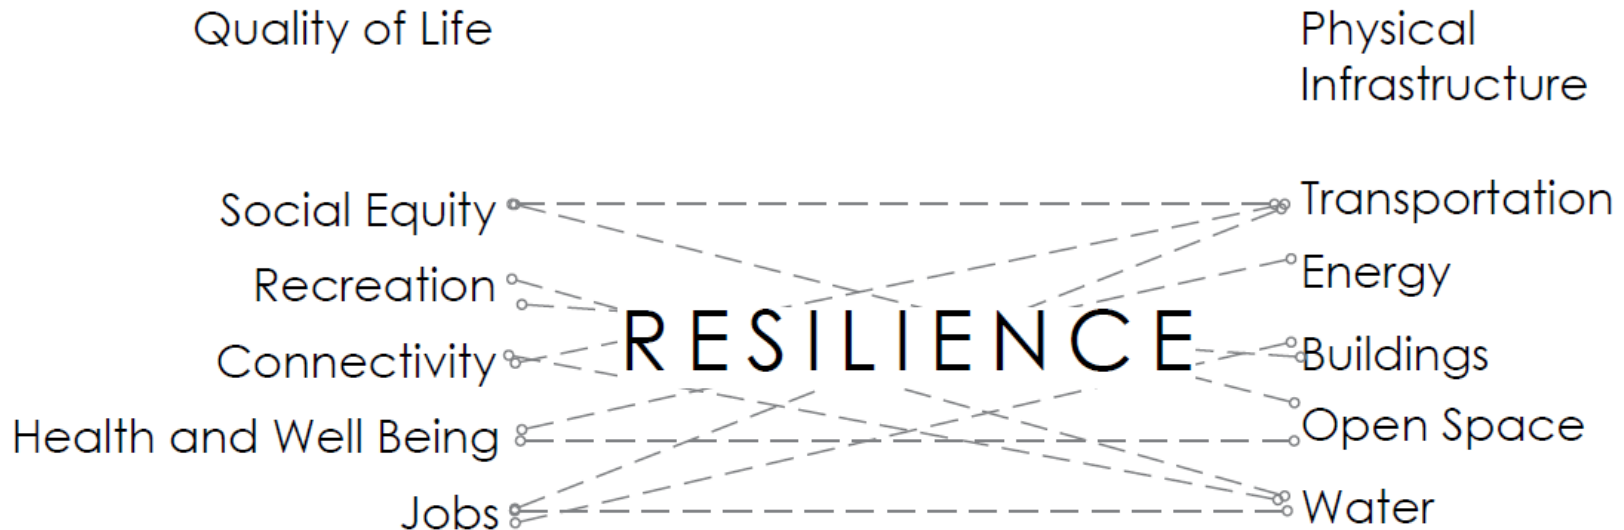 Quality of Life
Physical
Infrastructure
Social Equity
Transportation
Recreation
Energy
RESILIENCE
Connectivity
Buildings
Health and Well Being
Open Space
Jobs
Water